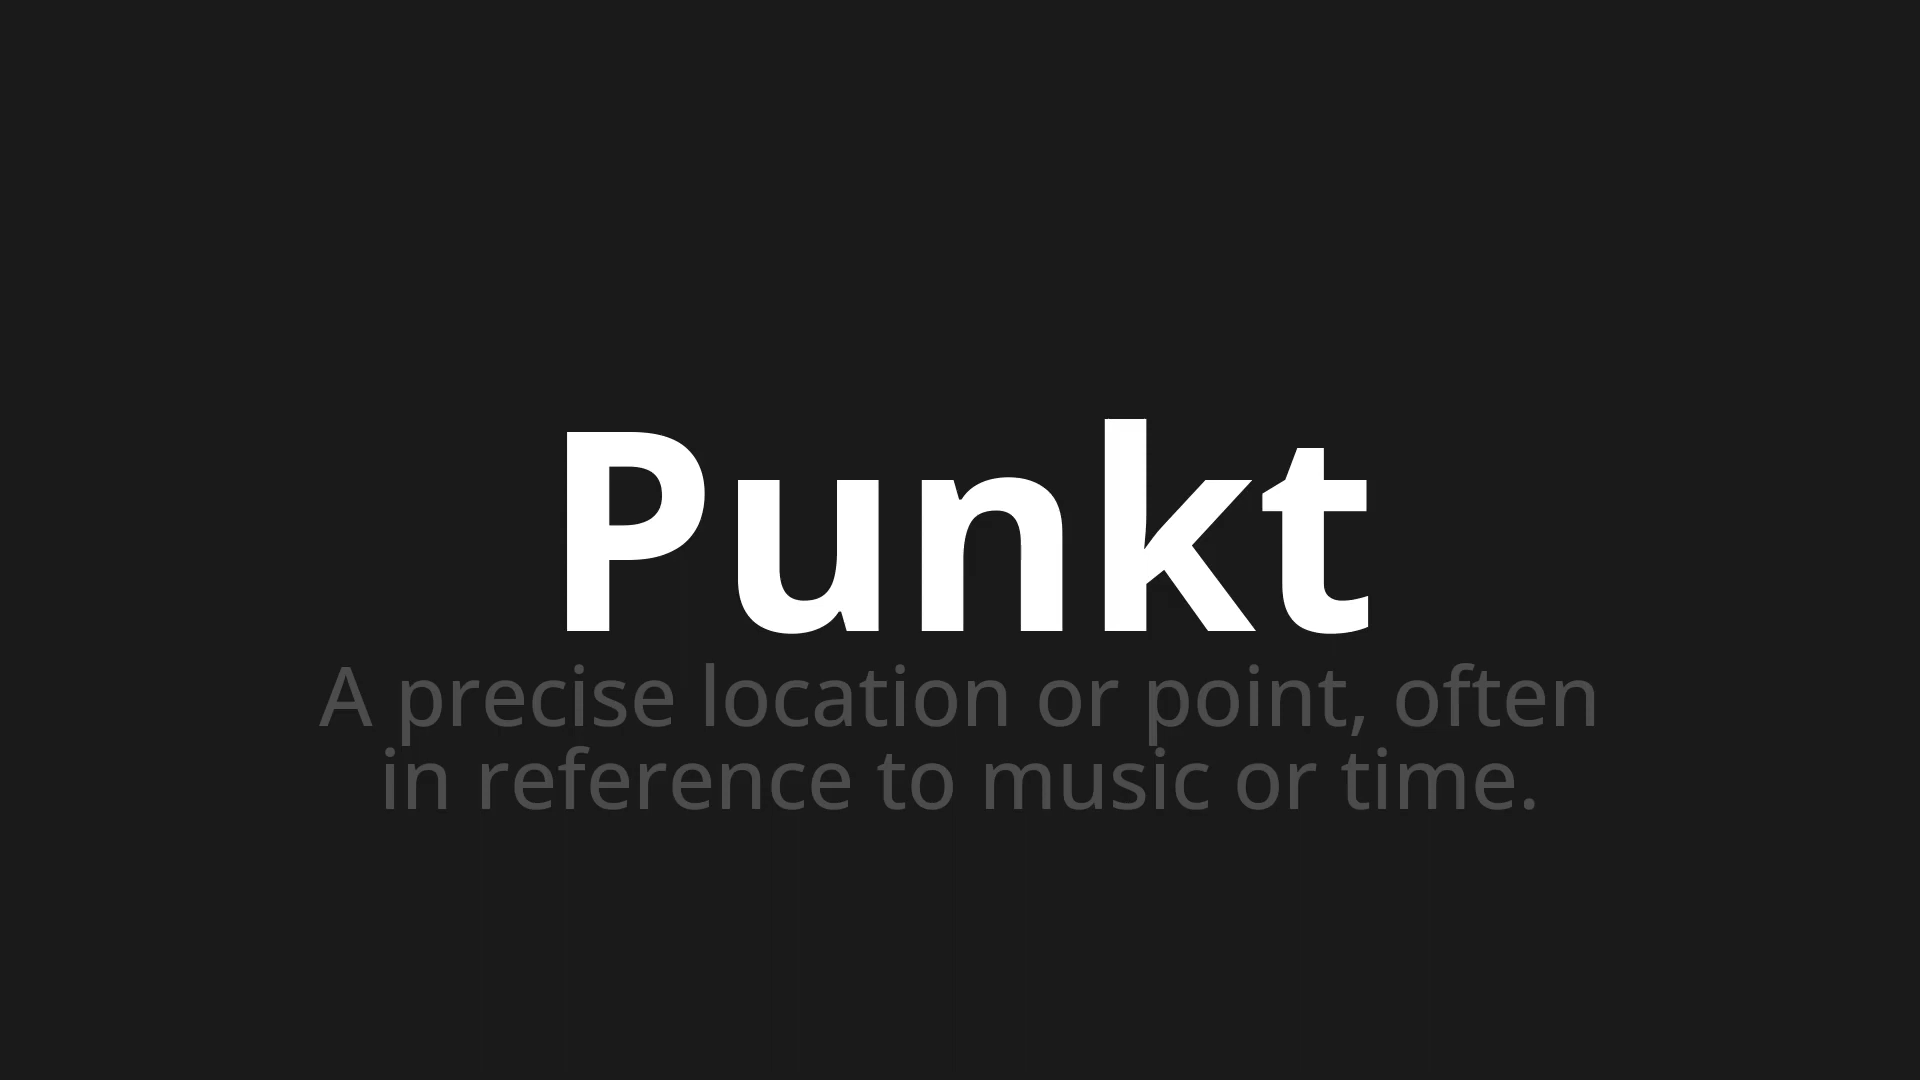 Punkt
A precise location or point, often
in reference to music or time.